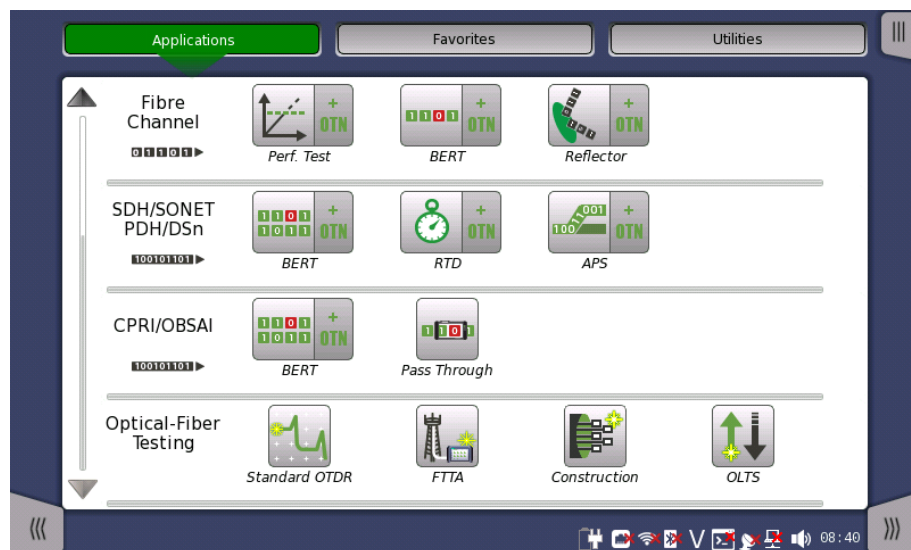 Applications
Favorites
Utilities
Fibre
Channel
01101
+
OTN
Perf. Test
1101
+
OTN
BERT
+
OTN
Reflector
SDH/SONET
PDH/DSn
100101101
1101
1011
+
OTN
BERT
+
OTN
RTD
100
1001
+
OTN
APS
CPRI/OBSAI
100101101
1101
1011
+
OTN
BERT
1101
Pass Through
Optical-Fiber
Testing
Standard OTDR
FTTA
Construction
OLTS
V
08:40